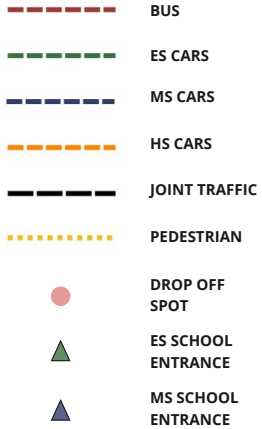 BUS
ES CARS
MS CARS
HS CARS
JOINT TRAFFIC
PEDESTRIAN
DROP OFF
SPOT
ES SCHOOL
ENTRANCE
MS SCHOOL
ENTRANCE